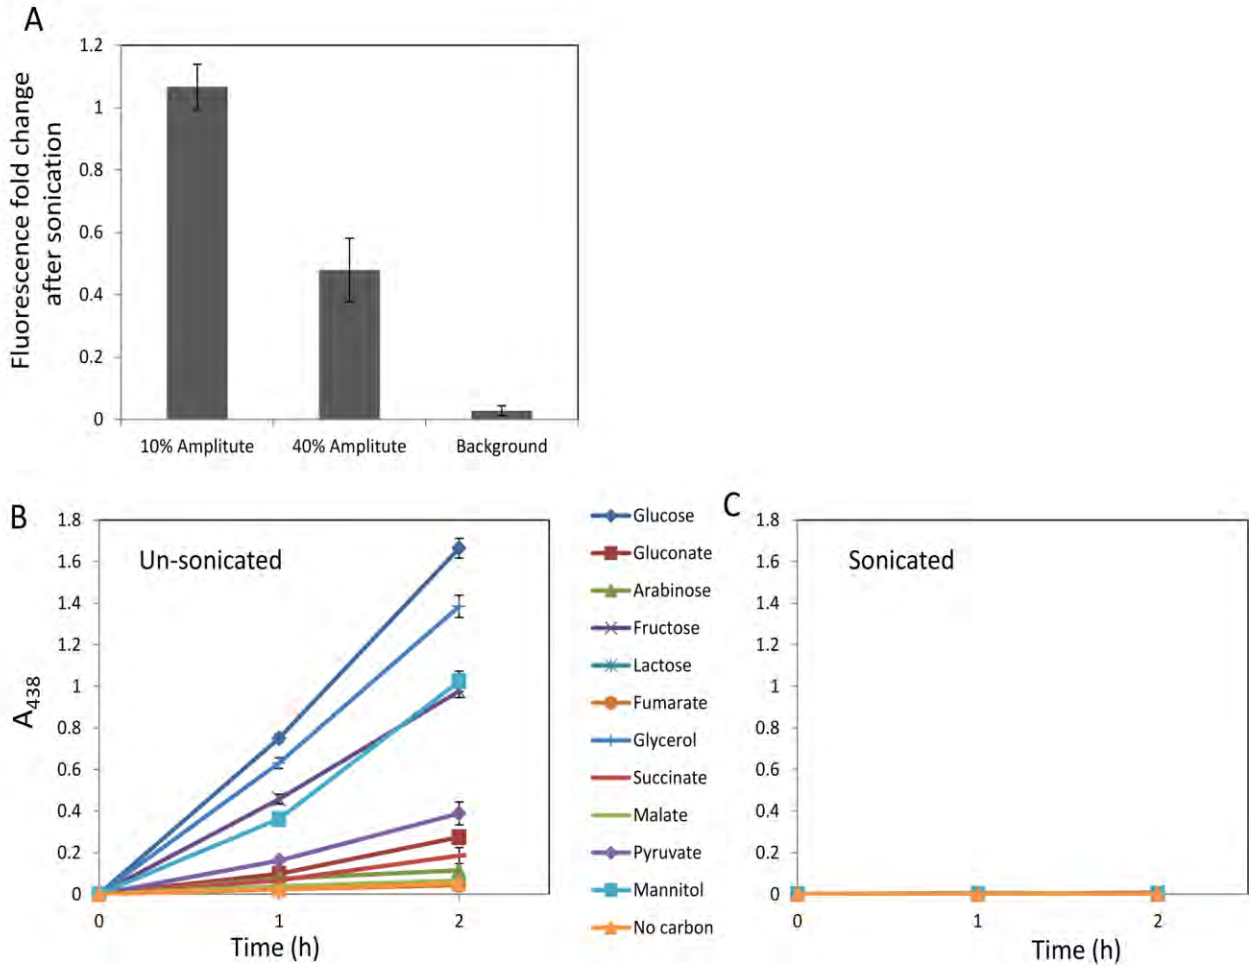 A
Fluorescence fold change
after sonication
1.2
1
0.8
0.6
0.4
0.2
0
10% Amplitute
40% Amplitute
Background
B
Un-sonicated
A438
1.8
1.6
1.4
1.2
1
0.8
0.6
0.4
0.2
0
0
1
2
Time (h)
Glucose
Gluconate
Arabinose
Fructose
Lactose
Fumarate
Glycerol
Succinate
Malate
Pyruvate
Mannitol
No carbon
C
Sonicated
1.8
1.6
1.4
1.2
1
0.8
0.6
0.4
0.2
0
0
1
2
Time (h)